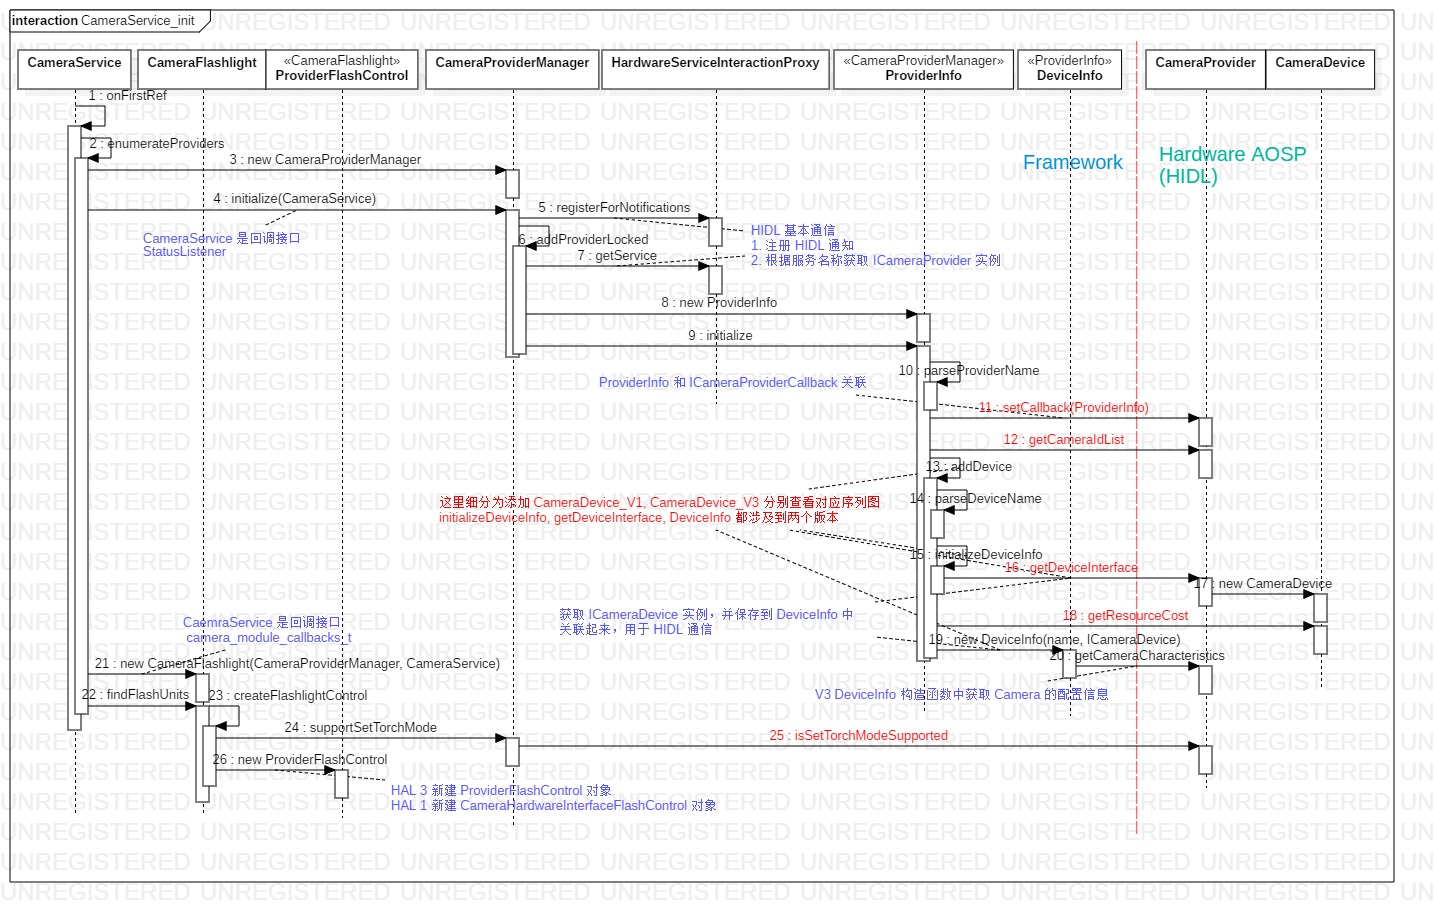 interaction CameraService_init
CameraService
CameraFlashlight
«CameraFlashlight»
ProviderFlashControl
CameraProviderManager
HardwareServiceInteractionProxy
«CameraProviderManager»
ProviderInfo
«ProviderInfo»
DeviceInfo
CameraProvider
CameraDevice
1 : onFirstRef
2 : enumerateProviders
3 : new CameraProviderManager
Framework
Hardware AOSP
(HIDL)
4 : initialize(CameraService)
5 : registerForNotifications
CameraService 是回调接口
StatusListener
HIDL 基本通信
1. 注册 HIDL 通知
2. 根据服务名称获取 ICameraProvider 实例
6 : addProviderLocked
7 : getService
8 : new ProviderInfo
9 : initialize
10 : parseProviderName
ProviderInfo 和 ICameraProviderCallback 关联
11 : setCallback(ProviderInfo)
12 : getCameraIdList
13 : addDevice
这里细分为添加 CameraDevice_V1, CameraDevice_V3 分别查看对应序列图
initializeDeviceInfo, getDeviceInterface, DeviceInfo 都涉及到两个版本
14 : parseDeviceName
15 : initializeDeviceInfo
16 : getDeviceInterface
17 : new CameraDevice
获取 ICameraDevice 实例，并保存到 DeviceInfo 中
关联起来，用于 HIDL 通信
18 : getResourceCost
CaemraService 是回调接口
camera_module_callbacks_t
19 : new DeviceInfo(name, ICameraDevice)
20 : getCameraCharacteristics
21 : new CameraFlashlight(CameraProviderManager, CameraService)
22 : findFlashUnits
23 : createFlashlightControl
V3 DeviceInfo 构造函数中获取 Camera 的配置信息
24 : supportSetTorchMode
25 : isSetTorchModeSupported
26 : new ProviderFlashControl
HAL 3 新建 ProviderFlashControl 对象
HAL 1 新建 CameraHardwareInterfaceFlashControl 对象
UNREGISTERED